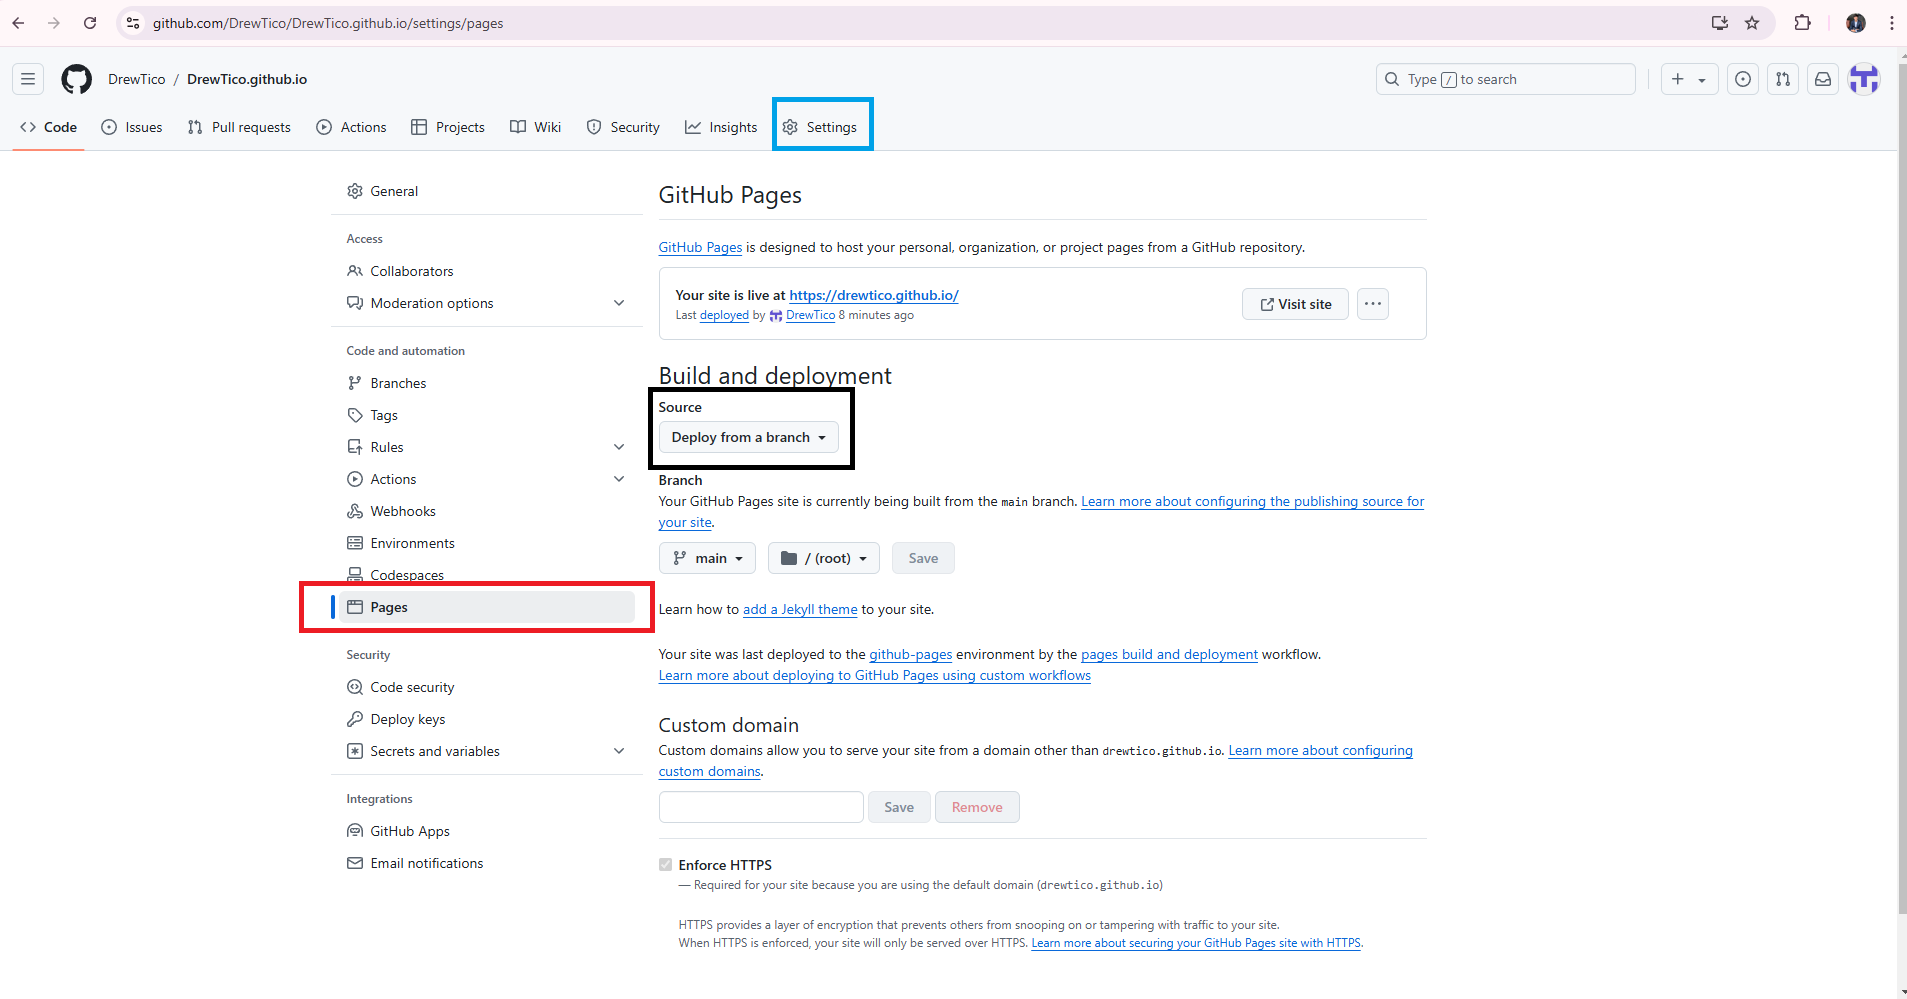 github.com/DrewTico/DrewTico.github.io/settings/pages
DrewTico / DrewTico.github.io
Type / to search
Code Issues Pull requests Actions Projects Wiki Security Insights Settings
General
Access
Collaborators
Moderation options
Code and automation
Branches
Tags
Rules
Actions
Webhooks
Environments
Codespaces
Pages
Security
Code security
Deploy keys
Secrets and variables
Integrations
GitHub Apps
Email notifications
GitHub Pages
GitHub Pages is designed to host your personal, organization, or project pages from a GitHub repository.
Your site is live at https://drewtico.github.io/
Last deployed by DrewTico 8 minutes ago
Visit site
Build and deployment
Source
Deploy from a branch
Branch
Your GitHub Pages site is currently being built from the main branch. Learn more about configuring the publishing source for
your site.
main / (root) Save
Learn how to add a Jekyll theme to your site.
Your site was last deployed to the github-pages environment by the pages build and deployment workflow.
Learn more about deploying to GitHub Pages using custom workflows
Custom domain
Custom domains allow you to serve your site from a domain other than drewtico.github.io. Learn more about configuring
custom domains.
Save Remove
Enforce HTTPS
— Required for your site because you are using the default domain (drewtico.github.io)
HTTPS provides a layer of encryption that prevents others from snooping on or tampering with traffic to your site.
When HTTPS is enforced, your site will only be served over HTTPS. Learn more about securing your GitHub Pages site with HTTPS.